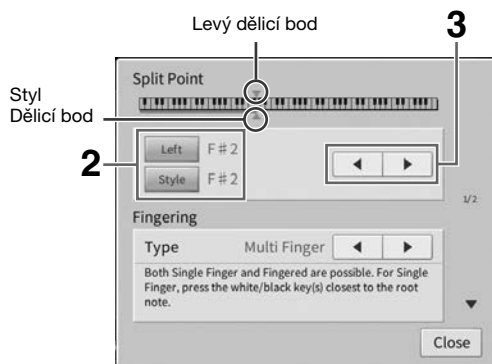 Levý dělicí bod
3
Split Point
Styl
Dělicí bod
2
Left F♯2
Style F♯2
1/2
Fingering
Type Multi Finger
Both Single Finger and Fingered are possible. For Single
Finger, press the white/black key(s) closest to the root
note.
Close